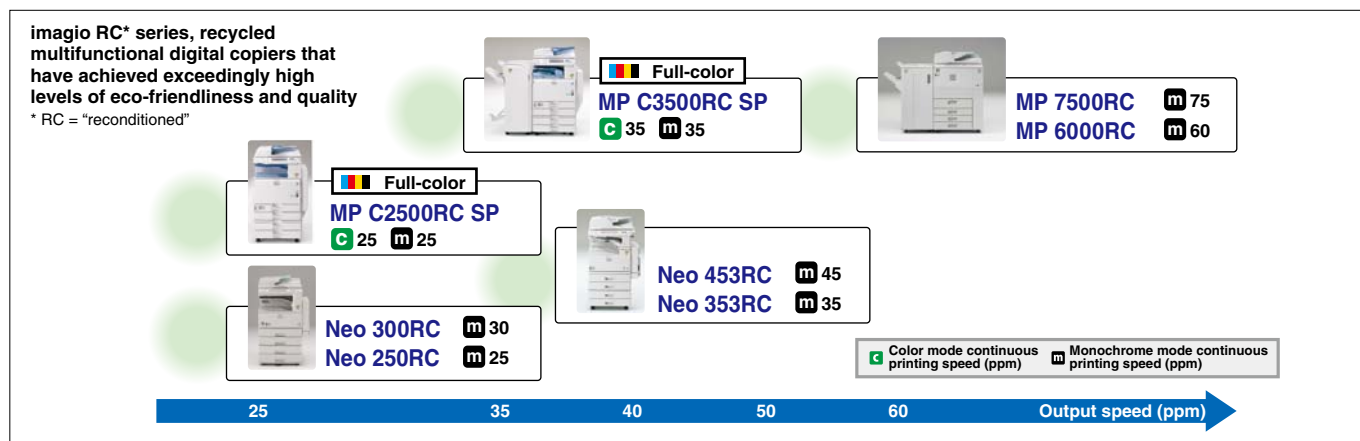 imagio RC* series, recycled
multifunctional digital copiers that
have achieved exceedingly high
levels of eco-friendliness and quality
* RC = “reconditioned”
Full-color
MP C3500RC SP
c 35 m 35
MP 7500RC m 75
MP 6000RC m 60
Full-color
MP C2500RC SP
c 25 m 25
Neo 453RC m 45
Neo 353RC m 35
Neo 300RC m 30
Neo 250RC m 25
c Color mode continuous
printing speed (ppm)
m Monochrome mode continuous
printing speed (ppm)
25 35 40 50 60 Output speed (ppm)